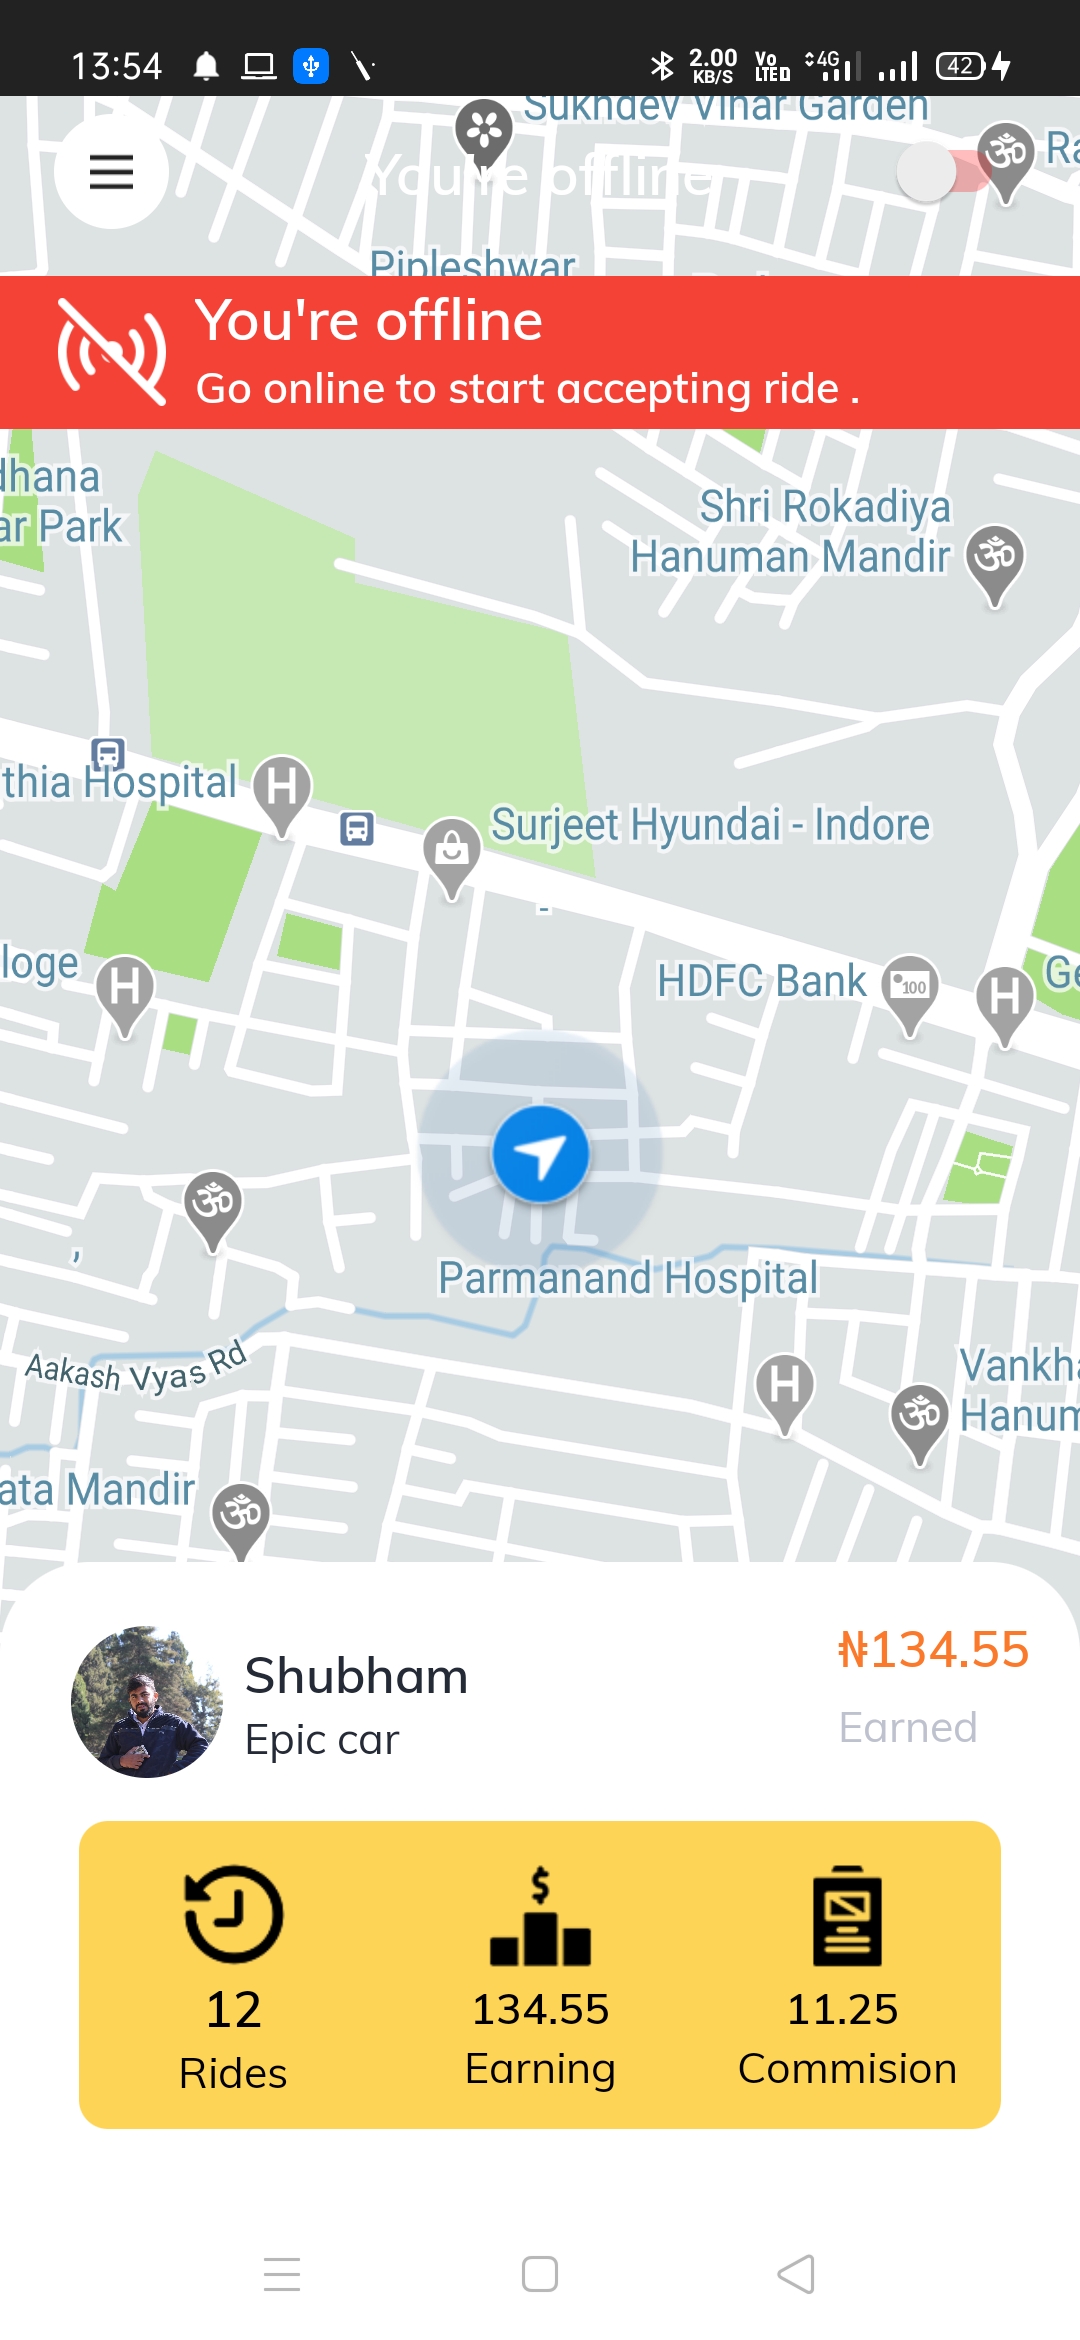 13:54
2.00
KB/S
Vo
LTE
4G
42
Sukhdev Vihar Garden
You're offline
Pipleshwar
You're offline
Go online to start accepting ride .
dhana
ar Park
Shri Rokadiya
Hanuman Mandir
thia Hospital
Surjeet Hyundai - Indore
loge
HDFC Bank
100
Ge
Parmanand Hospital
Aakash Vyas Rd
Vankha
Hanum
ata Mandir
Shubham
Epic car
₦134.55
Earned
12
Rides
134.55
Earning
11.25
Commision